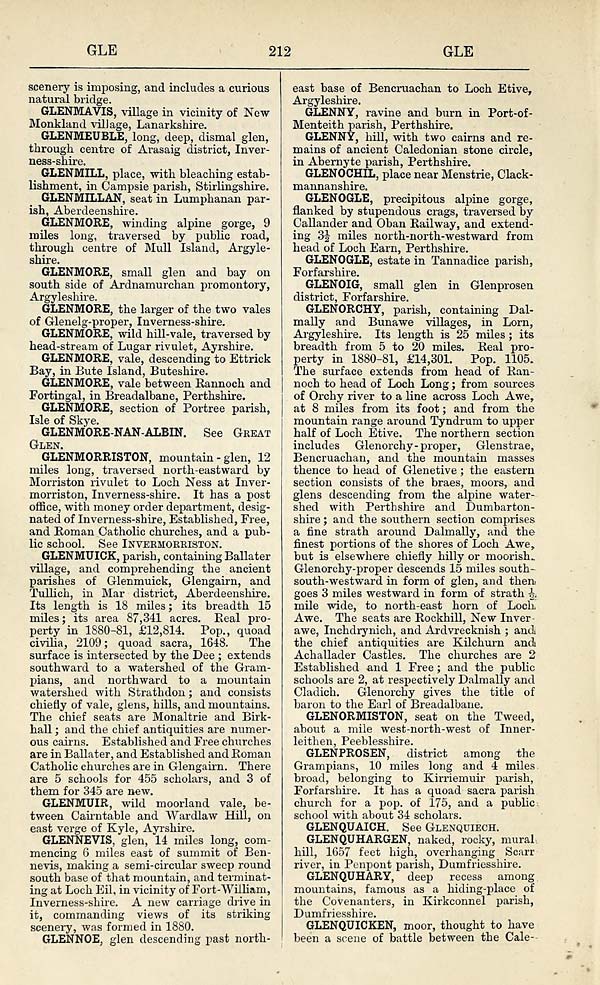 GLE 212 GLE
scenery is imposing, and includes a curious
natural bridge.
GLENMAVIS, village in vicinity of New
Monkland village, Lanarkshire.
GLENMEUBLE, long, deep, dismal glen,
through centre of Arasaig district, Inver-
ness-shire.
GLENMILL, place, with bleaching estab-
lishment, in Campsie parish, Stirlingshire.
GLENMILLAN, seat in Lumphanan par-
ish, Aberdeenshire.
GLENMORE, winding alpine gorge, 9
miles long, traversed by public road,
through centre of Mull Island, Argyle-
shire.
GLENMORE, small glen and bay on
south side of Ardnamurchan promontory,
Argyleshire.
GLENMORE, the larger of the two vales
of Glenelg-proper, Inverness-shire.
GLENMORE, wild hill-vale, traversed by
head-stream of Lugar rivulet, Ayrshire.
GLENMORE, vale, descending to Ettrick
Bay, in Bute Island, Buteshire.
GLENMORE, vale between Rannoch and
Fortingal, in Breadalbane, Perthshire.
GLENMORE, section of Portree parish,
Isle of Skye.
GLENMORE-NAN-ALBIN. See GREAT
GLEN.
GLENMORRISTON, mountain-glen, 12
miles long, traversed north-eastward by
Morriston rivulet to Loch Ness at Inver-
morriston, Inverness-shire. It has a post
office, with money order department, desig-
nated of Inverness-shire, Established, Free,
and Roman Catholic churches, and a pub-
lic school. See INVERMORRISTON.
GLENMUICK, parish, containing Ballater
village, and comprehending the ancient
parishes of Glenmuick, Glengairn, and
Tullich, in Mar district, Aberdeenshire.
Its length is 18 miles; its breadth 15
miles; its area 87,341 acres. Real pro-
perty in 1880-81, £12,814. Pop., quoad
civilia, 2109; quoad sacra, 1648. The
surface is intersected by the Dee; extends
southward to a watershed of the Gram-
pians, and northward to a mountain
watershed with Strathdon; and consists
chiefly of vale, glens, hills, and mountains.
The chief seats are Monaltrie and Birk-
hall; and the chief antiquities are numer-
ous cairns. Established and Free churches
are in Ballater, and Established and Roman
Catholic churches are in Glengairn. There
are 5 schools for 455 scholars, and 3 of
them for 345 are new.
GLENMUIR, wild moorland vale, be-
tween Cairntable and Wardlaw Hill, on
east verge of Kyle, Ayrshire.
GLENNEVIS, glen, 14 miles long, com-
mencing 6 miles east of summit of Ben-
nevis, making a semi-circular sweep round
south base of that mountain, and terminat-
ing at Loch Eil, in vicinity of Fort-William,
Inverness-shire. A new carriage drive in
it, commanding views of its striking
scenery, was formed in 1880.
GLENNOE, glen descending past north-
east base of Bencruachan to Loch Etive,
Argyleshire.
GLENNY, ravine and burn in Port-of-
Menteith parish, Perthshire.
GLENNY, hill, with two cairns and re-
mains of ancient Caledonian stone circle,
in Abernyte parish, Perthshire.
GLENOCHIL, place near Menstrie, Clack-
mannanshire.
GLENOGLE, precipitous alpine gorge,
flanked by stupendous crags, traversed by
Callander and Oban Railway, and extend-
ing 3½ miles north-north-westward from
head of Loch Earn, Perthshire.
GLENOGLE, estate in Tannadice parish,
Forfarshire.
GLENOIG, small glen in Glenprosen
district, Forfarshire.
GLENORCHY, parish, containing Dal-
mally and Bunawe villages, in Lorn,
Argyleshire. Its length is 25 miles; its
breadth from 5 to 20 miles. Real pro-
perty in 1880-81, £14,301. Pop. 1105.
The surface extends from head of Ran-
noch to head of Loch Long; from sources
of Orchy river to a line across Loch Awe,
at 8 miles from its foot; and from the
mountain range around Tyndrum to upper
half of Loch Etive. The northern section
includes Glenorchy-proper, Glenstrae,
Bencruachan, and the mountain masses
thence to head of Glenetive; the eastern
section consists of the braes, moors, and
glens descending from the alpine water-
shed with Perthshire and Dumbarton-
shire; and the southern section comprises
a fine strath around Dalmally, and the
finest portions of the shores of Loch Awe,
but is elsewhere chiefly hilly or moorish.
Glenorchy-proper descends 15 miles south-
south-westward in form of glen, and then
goes 3 miles westward in form of strath ½
mile wide, to north-east horn of Loch
Awe. The seats are Rockhill, New Inver-
awe, Inchdrynich, and Ardvrecknish; and
the chief antiquities are Kilchurn and
Achallader Castles. The churches are 2
Established and 1 Free; and the public
schools are 2, at respectively Dalmally and
Cladich. Glenorchy gives the title of
baron to the Earl of Breadalbane.
GLENORMISTON, seat on the Tweed,
about a mile west-north-west of Inner-
leithen, Peeblesshire.
GLENPROSEN, district among the
Grampians, 10 miles long and 4 miles
broad, belonging to Kirriemuir parish,
Forfarshire. It has a quoad sacra parish
church for a pop. of 175, and a public
school with about 34 scholars.
GLENQUAICH. See GLENQUIECH.
GLENQUHARGEN, naked, rocky, mural
hill, 1657 feet high, overhanging Scarr
river, in Penpont parish, Dumfriesshire.
GLENQUHARY, deep recess among
mountains, famous as a hiding-place of
the Covenanters, in Kirkconnel parish,
Dumfriesshire.
GLENQUICKEN, moor, thought to have
been a scene of battle between the Cale-